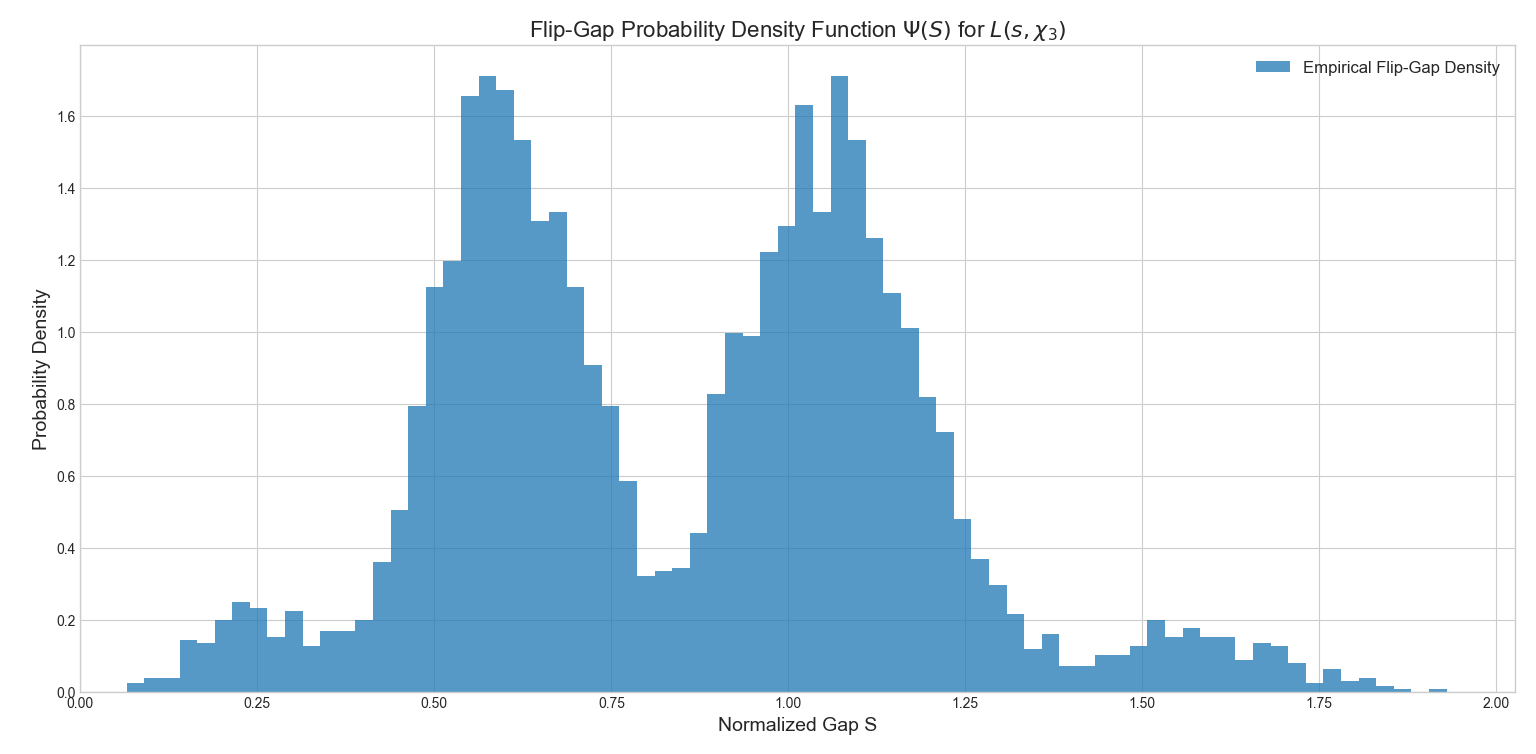 Flip-Gap Probability Density Function Ψ(S) for L(s, χ₃)
Empirical Flip-Gap Density
Probability Density
1.6
1.4
1.2
1.0
0.8
0.6
0.4
0.2
0.0
0.00 0.25 0.50 0.75 1.00 1.25 1.50 1.75 2.00
Normalized Gap S